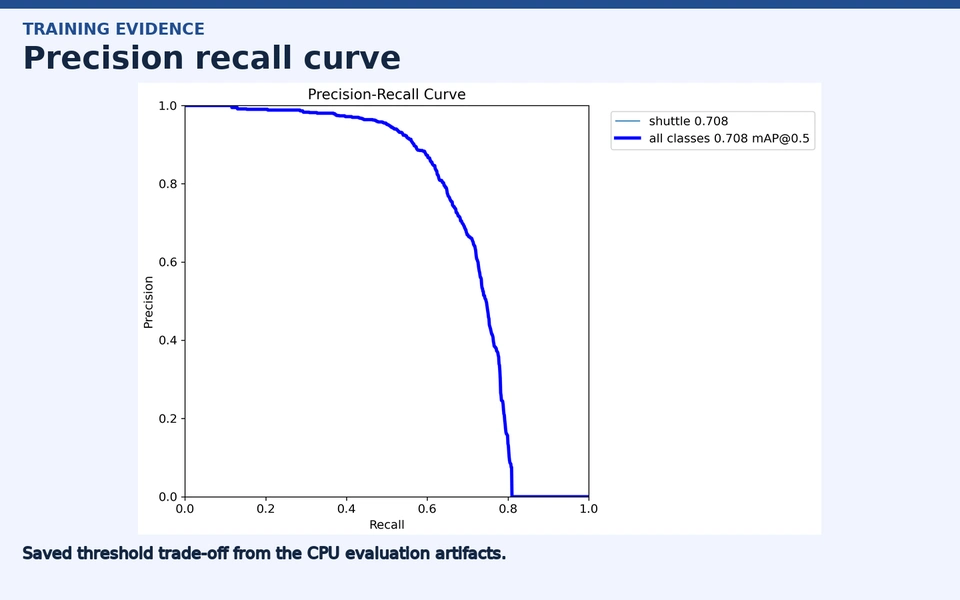 TRAINING EVIDENCE
Precision recall curve
Precision-Recall Curve
shuttle 0.708
all classes 0.708 mAP@0.5
Precision
1.0
0.8
0.6
0.4
0.2
0.0
0.0 0.2 0.4 0.6 0.8 1.0
Recall
Saved threshold trade-off from the CPU evaluation artifacts.